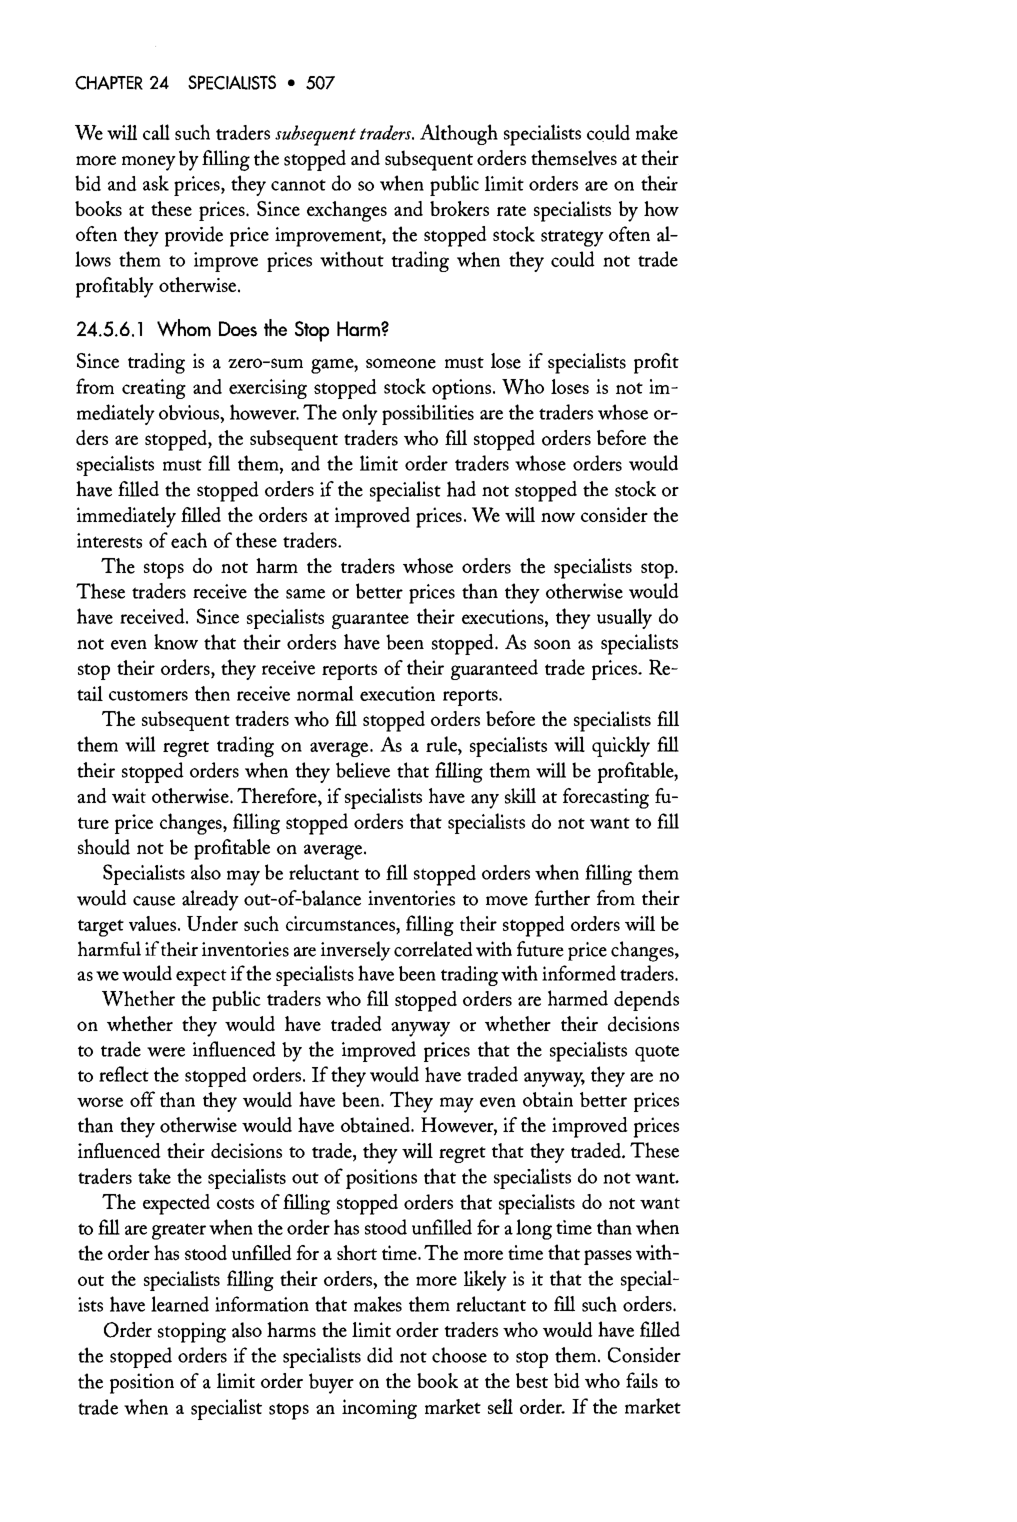 CHAPTER 24 SPECIALISTS • 507
We will call such traders subsequent traders. Although specialists could make
more money by filling the stopped and subsequent orders themselves at their
bid and ask prices, they cannot do so when public limit orders are on their
books at these prices. Since exchanges and brokers rate specialists by how
often they provide price improvement, the stopped stock strategy often al-
lows them to improve prices without trading when they could not trade
profitably otherwise.
24.5.6.1 Whom Does the Stop Harm?
Since trading is a zero-sum game, someone must lose if specialists profit
from creating and exercising stopped stock options. Who loses is not im-
mediately obvious, however. The only possibilities are the traders whose or-
ders are stopped, the subsequent traders who fill stopped orders before the
specialists must fill them, and the limit order traders whose orders would
have filled the stopped orders if the specialist had not stopped the stock or
immediately filled the orders at improved prices. We will now consider the
interests of each of these traders.
The stops do not harm the traders whose orders the specialists stop.
These traders receive the same or better prices than they otherwise would
have received. Since specialists guarantee their executions, they usually do
not even know that their orders have been stopped. As soon as specialists
stop their orders, they receive reports of their guaranteed trade prices. Re-
tail customers then receive normal execution reports.
The subsequent traders who fill stopped orders before the specialists fill
them will regret trading on average. As a rule, specialists will quickly fill
their stopped orders when they believe that filling them will be profitable,
and wait otherwise. Therefore, if specialists have any skill at forecasting fu-
ture price changes, filling stopped orders that specialists do not want to fill
should not be profitable on average.
Specialists also may be reluctant to fill stopped orders when filling them
would cause already out-of-balance inventories to move further from their
target values. Under such circumstances, filling their stopped orders will be
harmful if their inventories are inversely correlated with future price changes,
as we would expect if the specialists have been trading with informed traders.
Whether the public traders who fill stopped orders are harmed depends
on whether they would have traded anyway or whether their decisions
to trade were influenced by the improved prices that the specialists quote
to reflect the stopped orders. If they would have traded anyway, they are no
worse off than they would have been. They may even obtain better prices
than they otherwise would have obtained. However, if the improved prices
influenced their decisions to trade, they will regret that they traded. These
traders take the specialists out of positions that the specialists do not want.
The expected costs of filling stopped orders that specialists do not want
to fill are greater when the order has stood unfilled for a long time than when
the order has stood unfilled for a short time. The more time that passes with-
out the specialists filling their orders, the more likely is it that the special-
ists have learned information that makes them reluctant to fill such orders.
Order stopping also harms the limit order traders who would have filled
the stopped orders if the specialists did not choose to stop them. Consider
the position of a limit order buyer on the book at the best bid who fails to
trade when a specialist stops an incoming market sell order. If the market